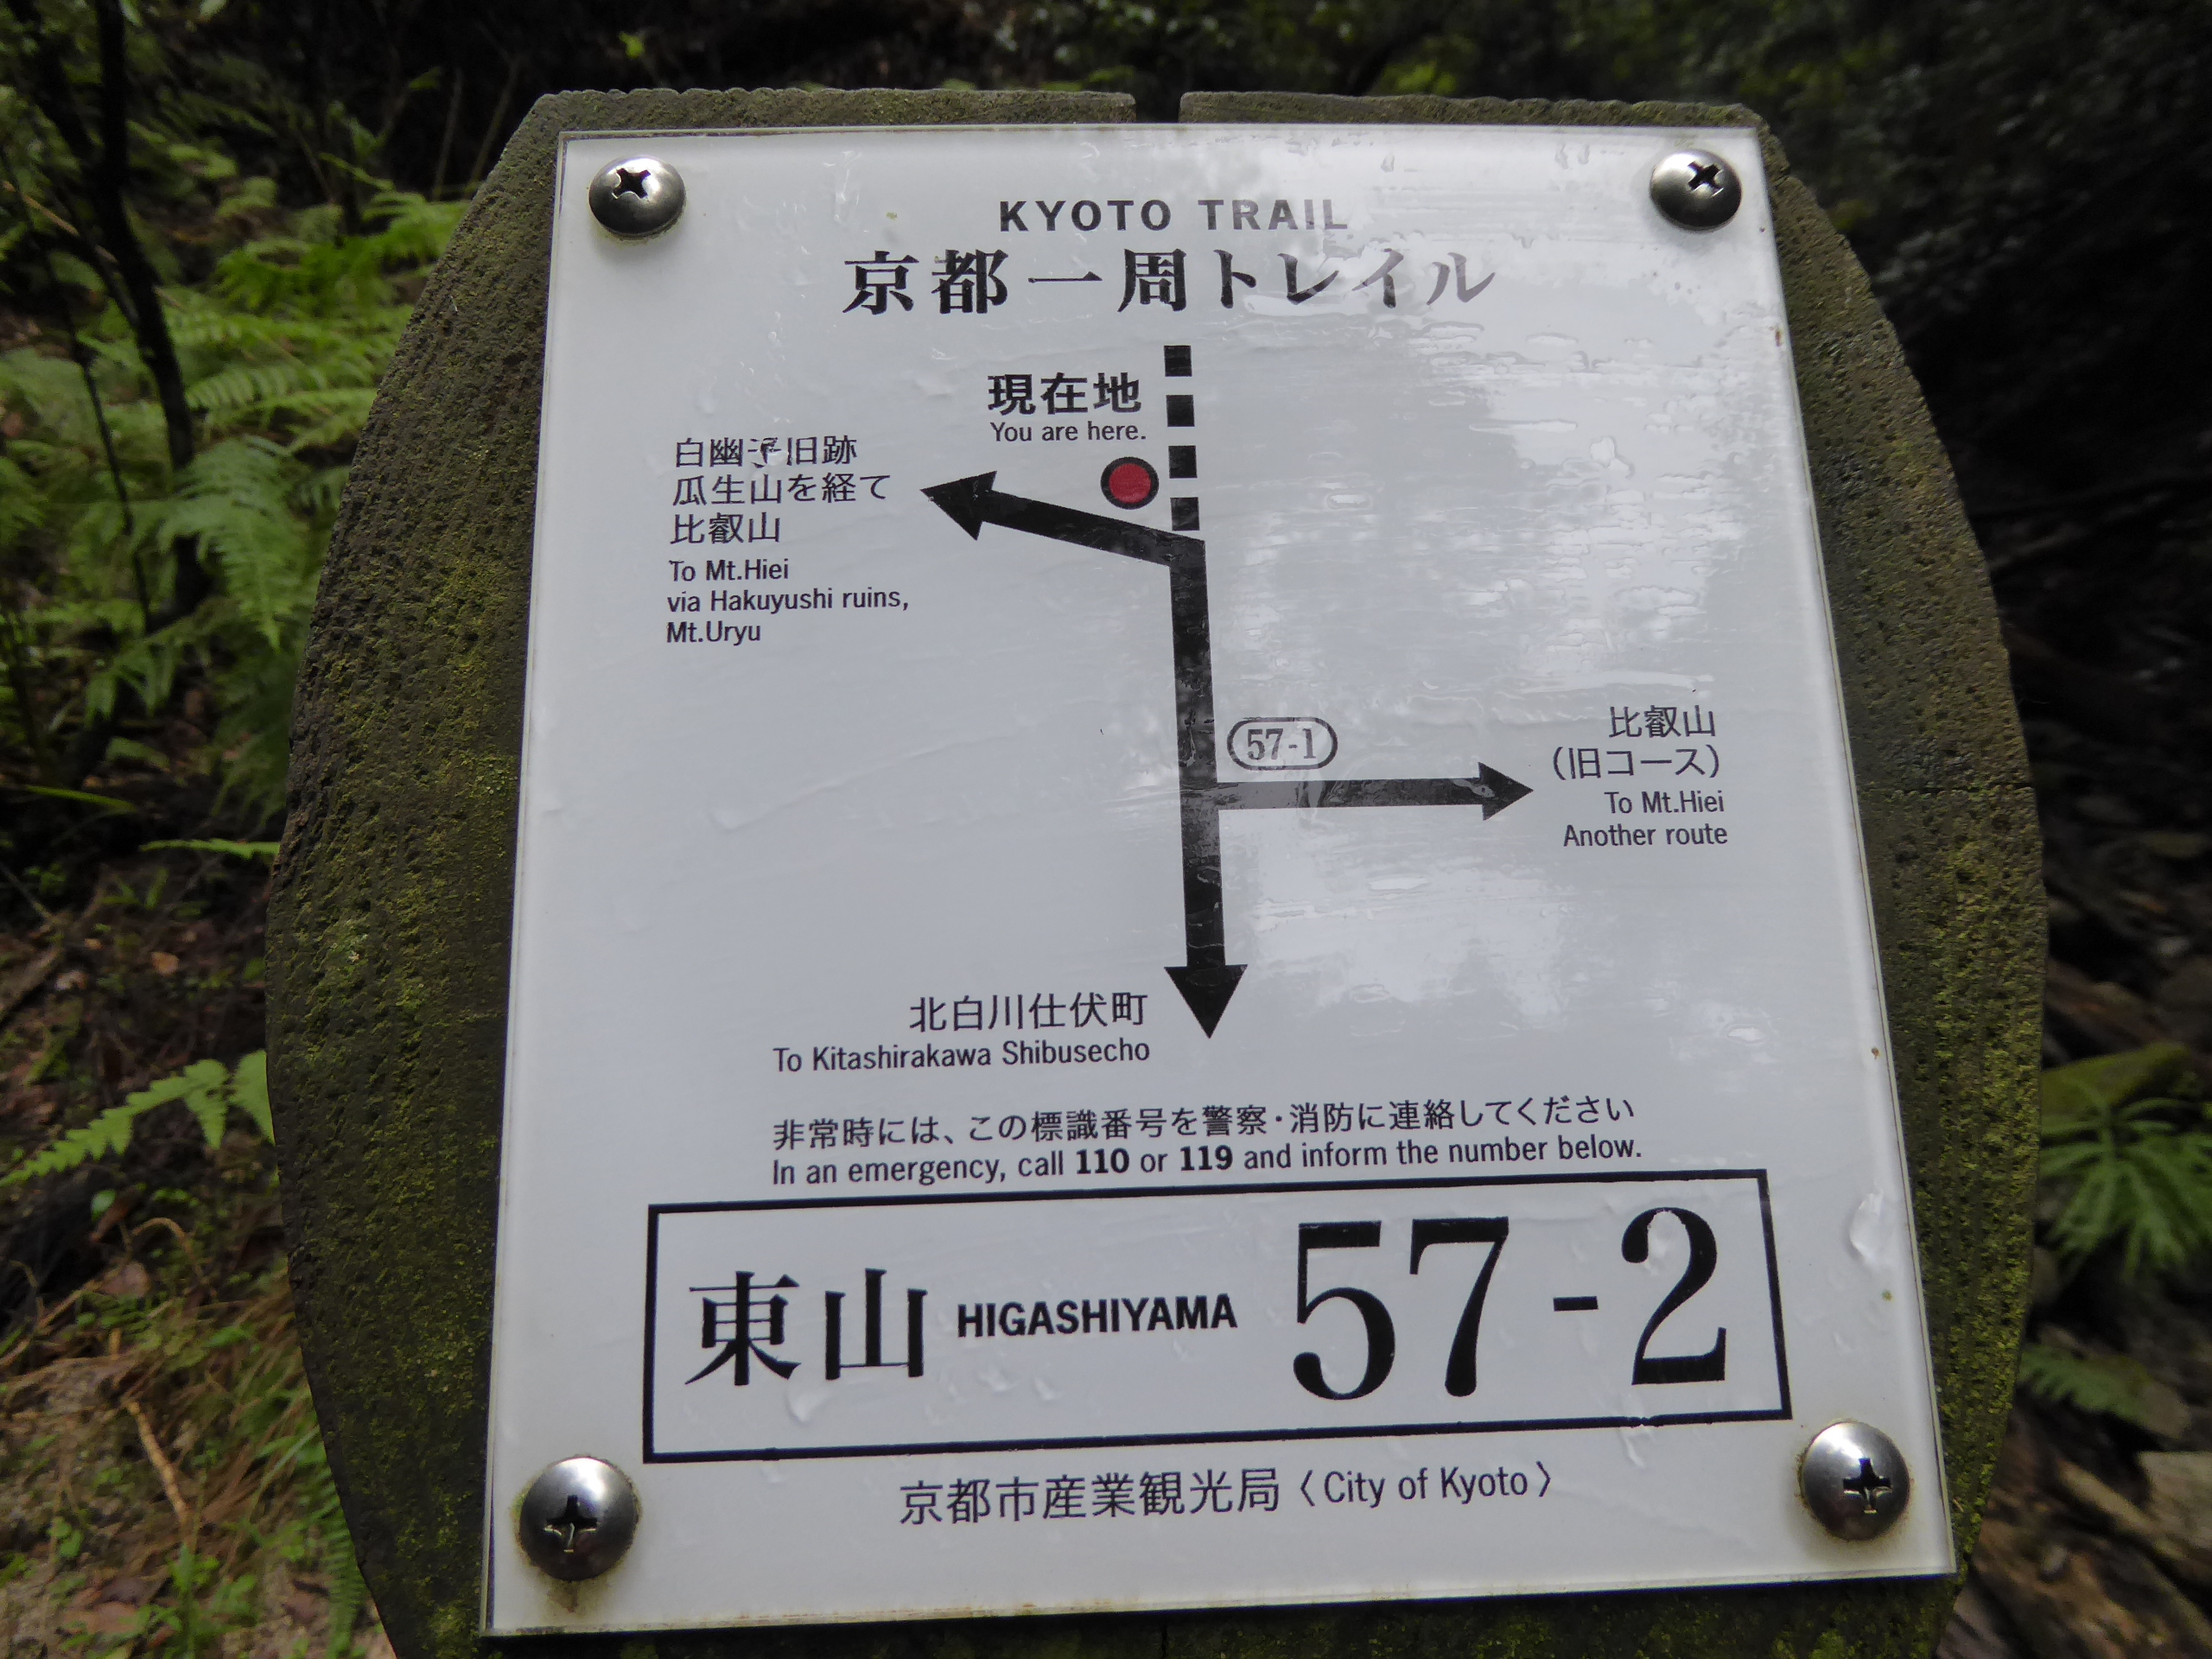 KYOTO TRAIL
京都一周トレイル
現在地
You are here.
白幽子旧跡
瓜生山を経て
比叡山
To Mt.Hiei
via Hakuyushi ruins,
Mt.Uryu
57-1
比叡山
（旧コース）
To Mt.Hiei
Another route
北白川仕伏町
To Kitashirakawa Shibusecho
非常時には、この標識番号を警察・消防に連絡してください
In an emergency, call 110 or 119 and inform the number below.
東山 HIGASHIYAMA 57-2
京都市産業観光局〈City of Kyoto〉